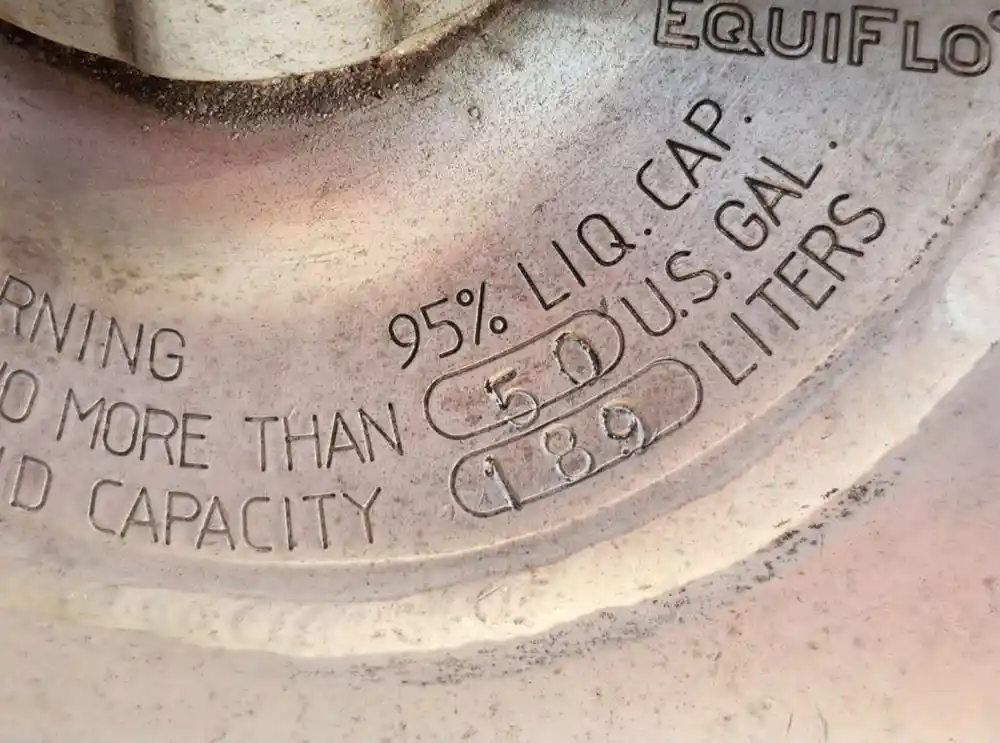 EQUIFLO
95% LIQ. CAP.
50 U.S. GAL.
189 LITERS
RNING
O MORE THAN
D CAPACITY